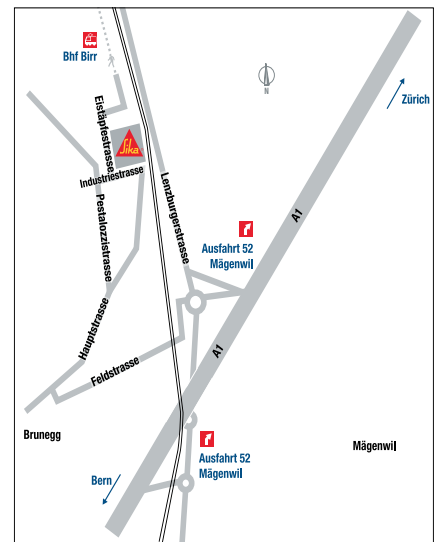 Bhf Birr
N
Zürich
Eistäpfestrasse
Sika
Industriestrasse
Lenzburgerstrasse
Pestalozzistrasse
A1
Ausfahrt 52
Mägenwil
Hauptstrasse
A1
Feldstrasse
Brunegg
Ausfahrt 52
Mägenwil
Mägenwil
Bern